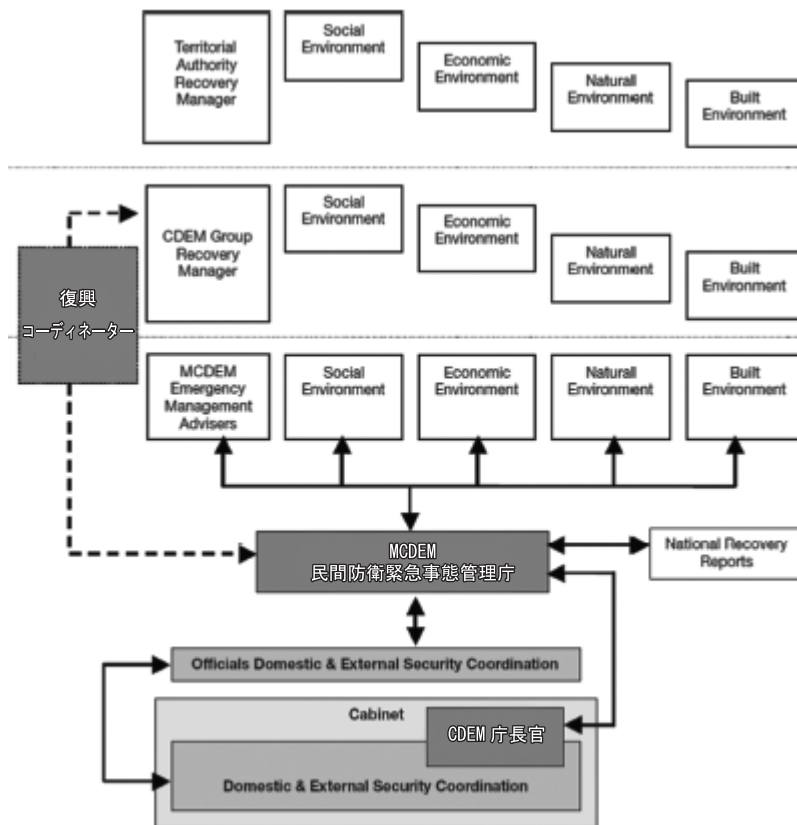 Territorial
Authority
Recovery
Manager
Social
Environment
Economic
Environment
Natural
Environment
Built
Environment
CDEM Group
Recovery
Manager
Social
Environment
Economic
Environment
Natural
Environment
Built
Environment
復興
コーディネーター
MCDEM
Emergency
Management
Advisers
Social
Environment
Economic
Environment
Natural
Environment
Built
Environment
MCDEM
民間防衛緊急事態管理庁
National Recovery
Reports
Officials Domestic & External Security Coordination
Cabinet
CDEM 庁長官
Domestic & External Security Coordination